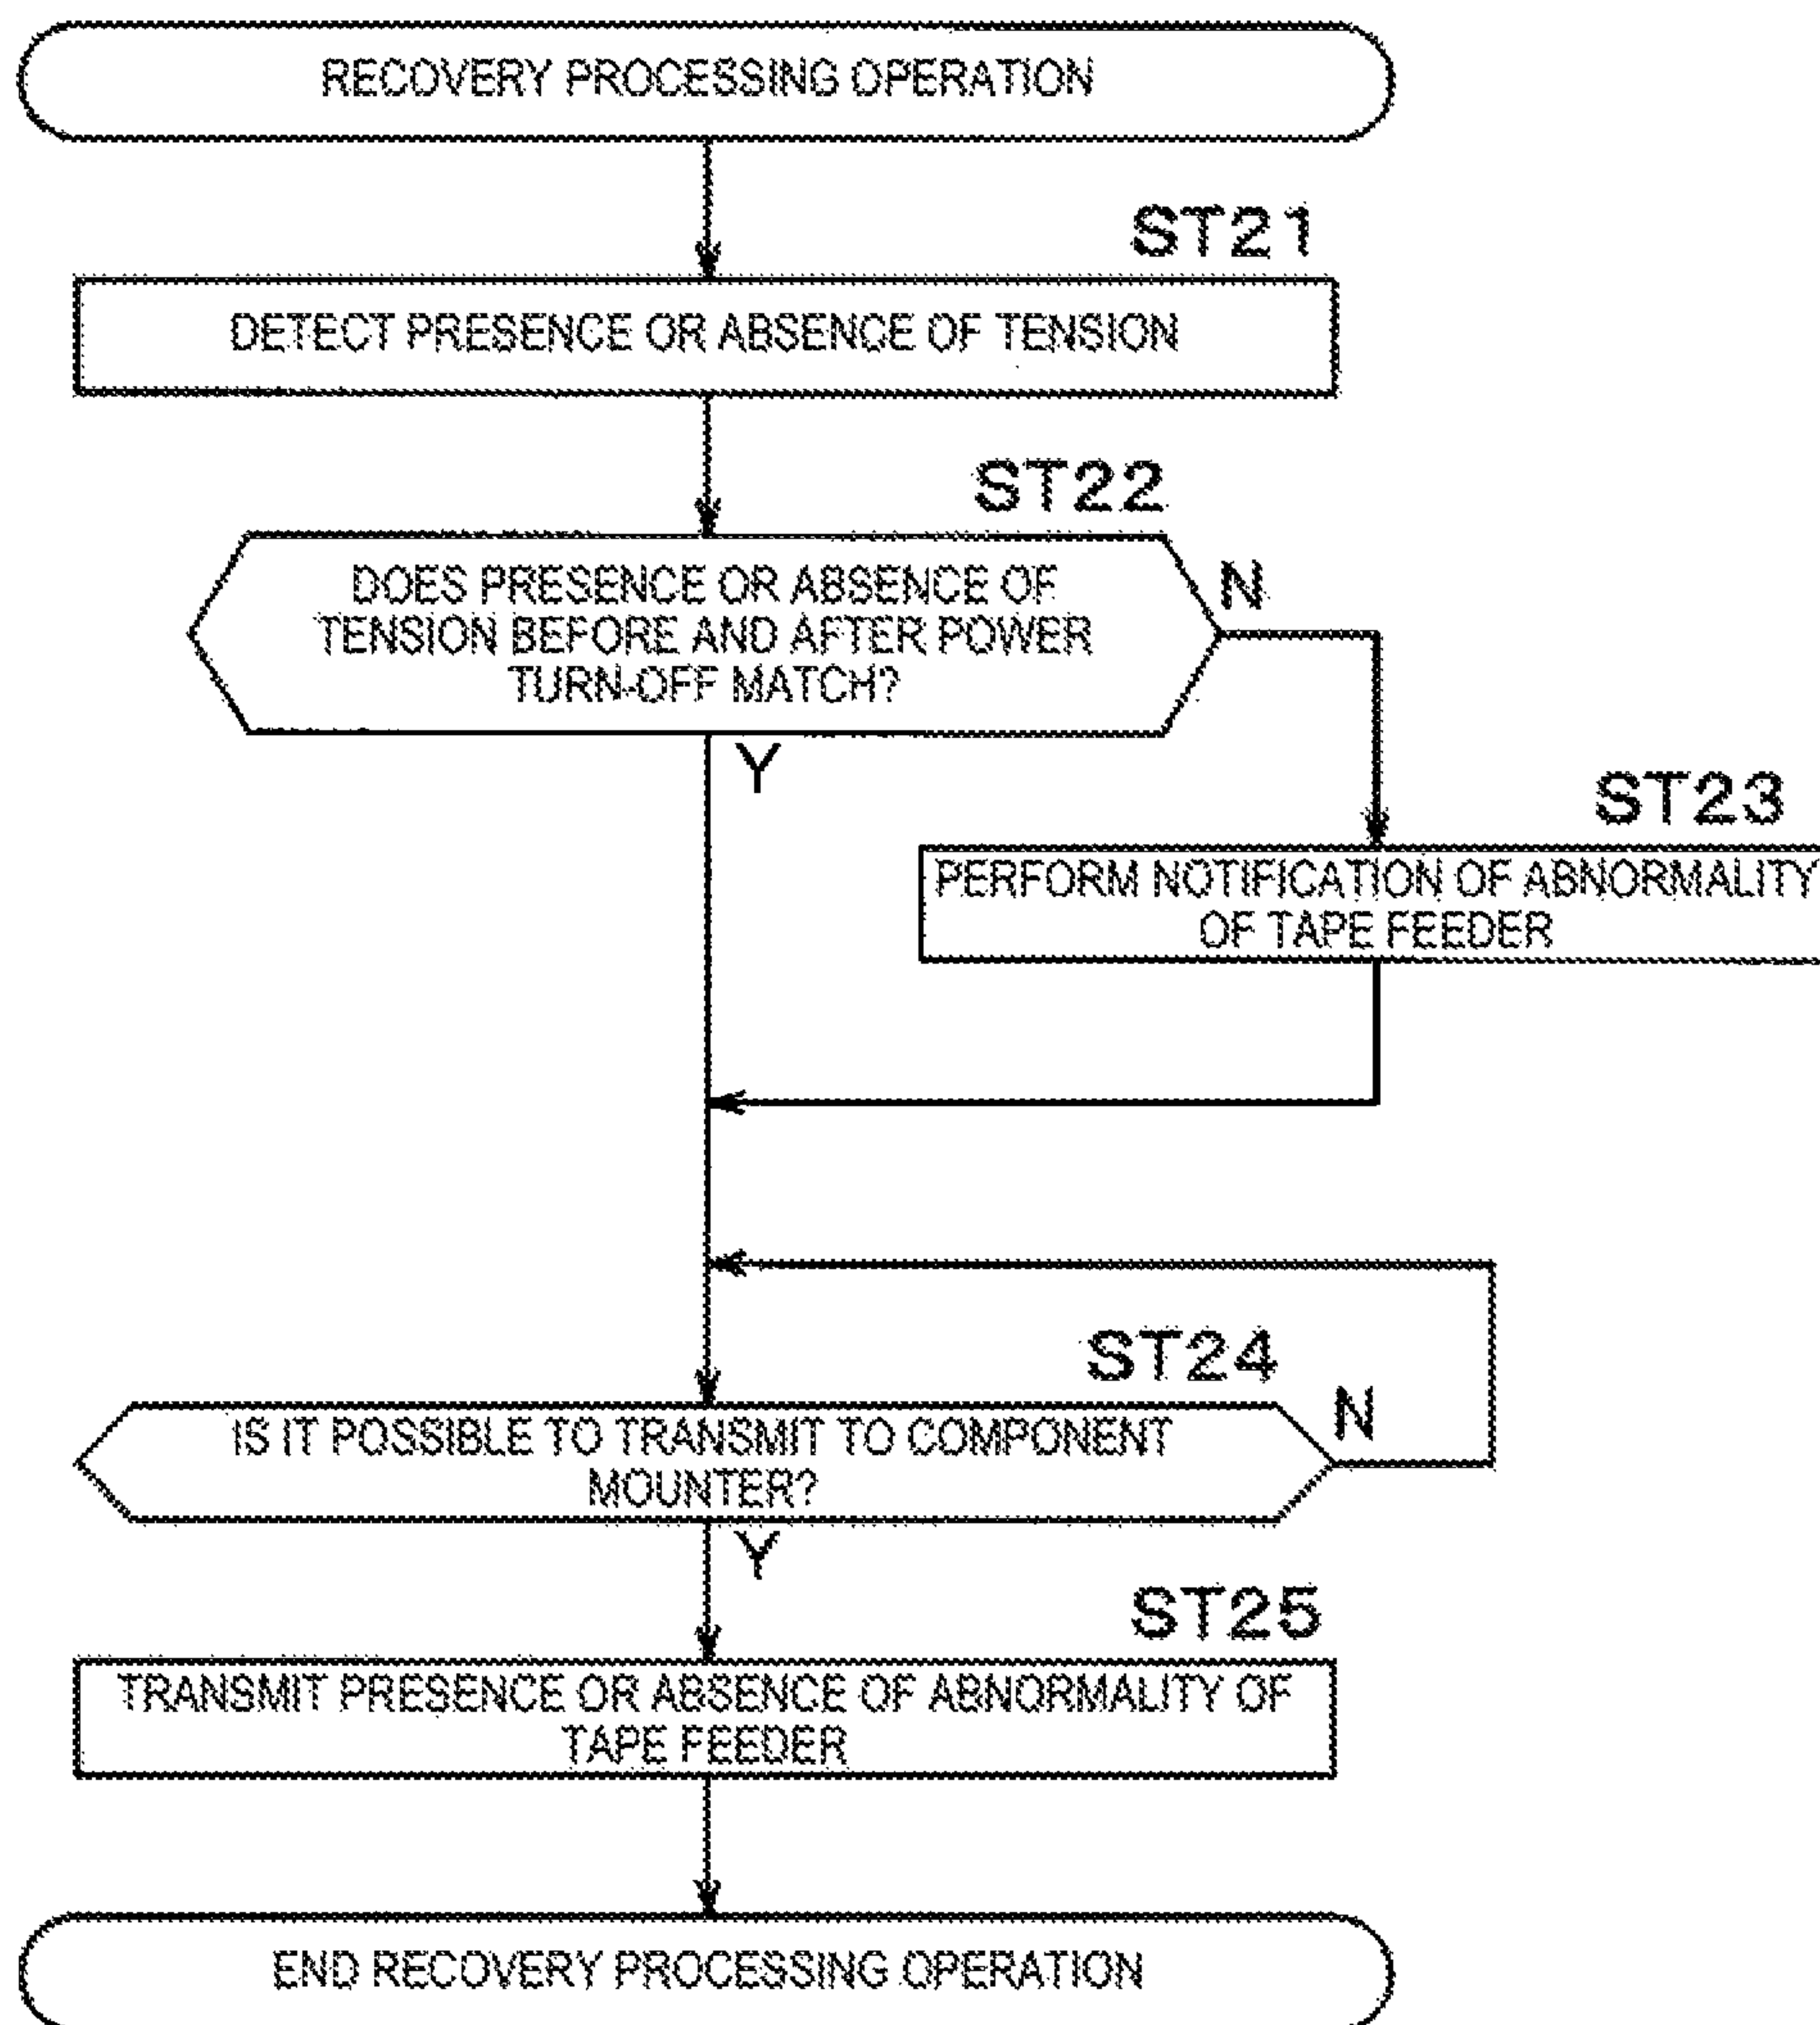 RECOVERY PROCESSING OPERATION
ST21
DETECT PRESENCE OR ABSENCE OF TENSION
ST22
DOES PRESENCE OR ABSENCE OF
TENSION BEFORE AND AFTER POWER
TURN-OFF MATCH?
N
Y
ST23
PERFORM NOTIFICATION OF ABNORMALITY
OF TAPE FEEDER
ST24
IS IT POSSIBLE TO TRANSMIT TO COMPONENT
MOUNTER?
N
Y
ST25
TRANSMIT PRESENCE OR ABSENCE OF ABNORMALITY OF
TAPE FEEDER
END RECOVERY PROCESSING OPERATION